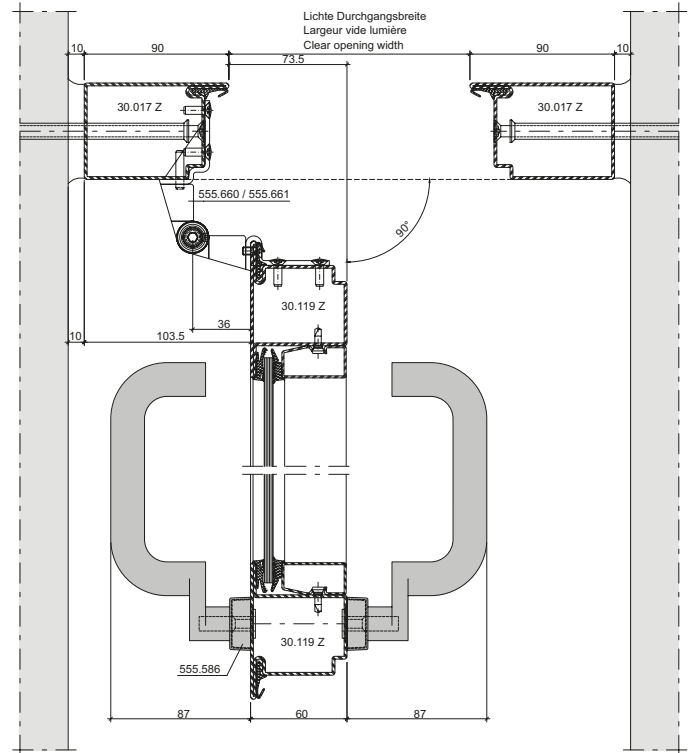 Lichte Durchgangsbreite
Largeur vide lumière
Clear opening width
10
90
73.5
90
10
30.017 Z
30.017 Z
555.660 / 555.661
90°
30.119 Z
36
10
103.5
30.119 Z
555.586
87
60
87